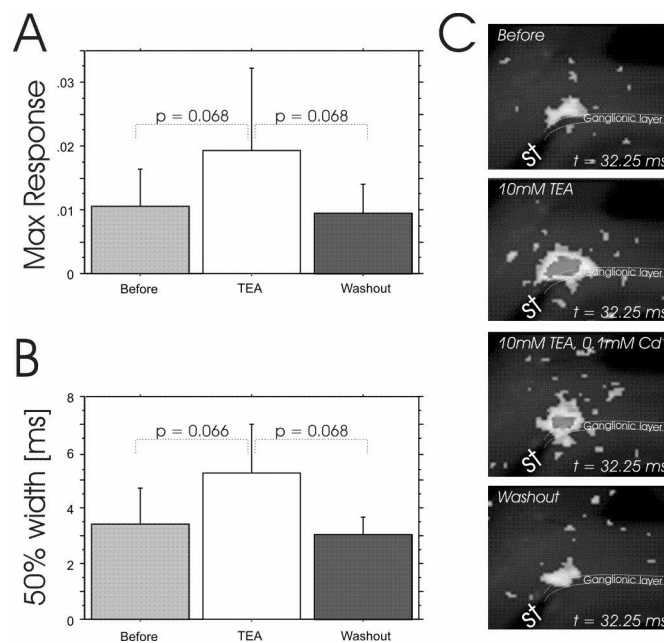 A
Max Response
.03
.02
.01
0
p = 0.068
p = 0.068
Before
TEA
Washout
B
50% width [ms]
8
6
4
2
0
p = 0.066
p = 0.068
Before
TEA
Washout
C
Before
Ganglionic layer
st
t = 32.25 ms
10mM TEA
Ganglionic layer
st
t = 32.25 ms
10mM TEA, 0.1mM Cd
Ganglionic layer
st
t = 32.25 ms
Washout
Ganglionic layer
st
t = 32.25 ms